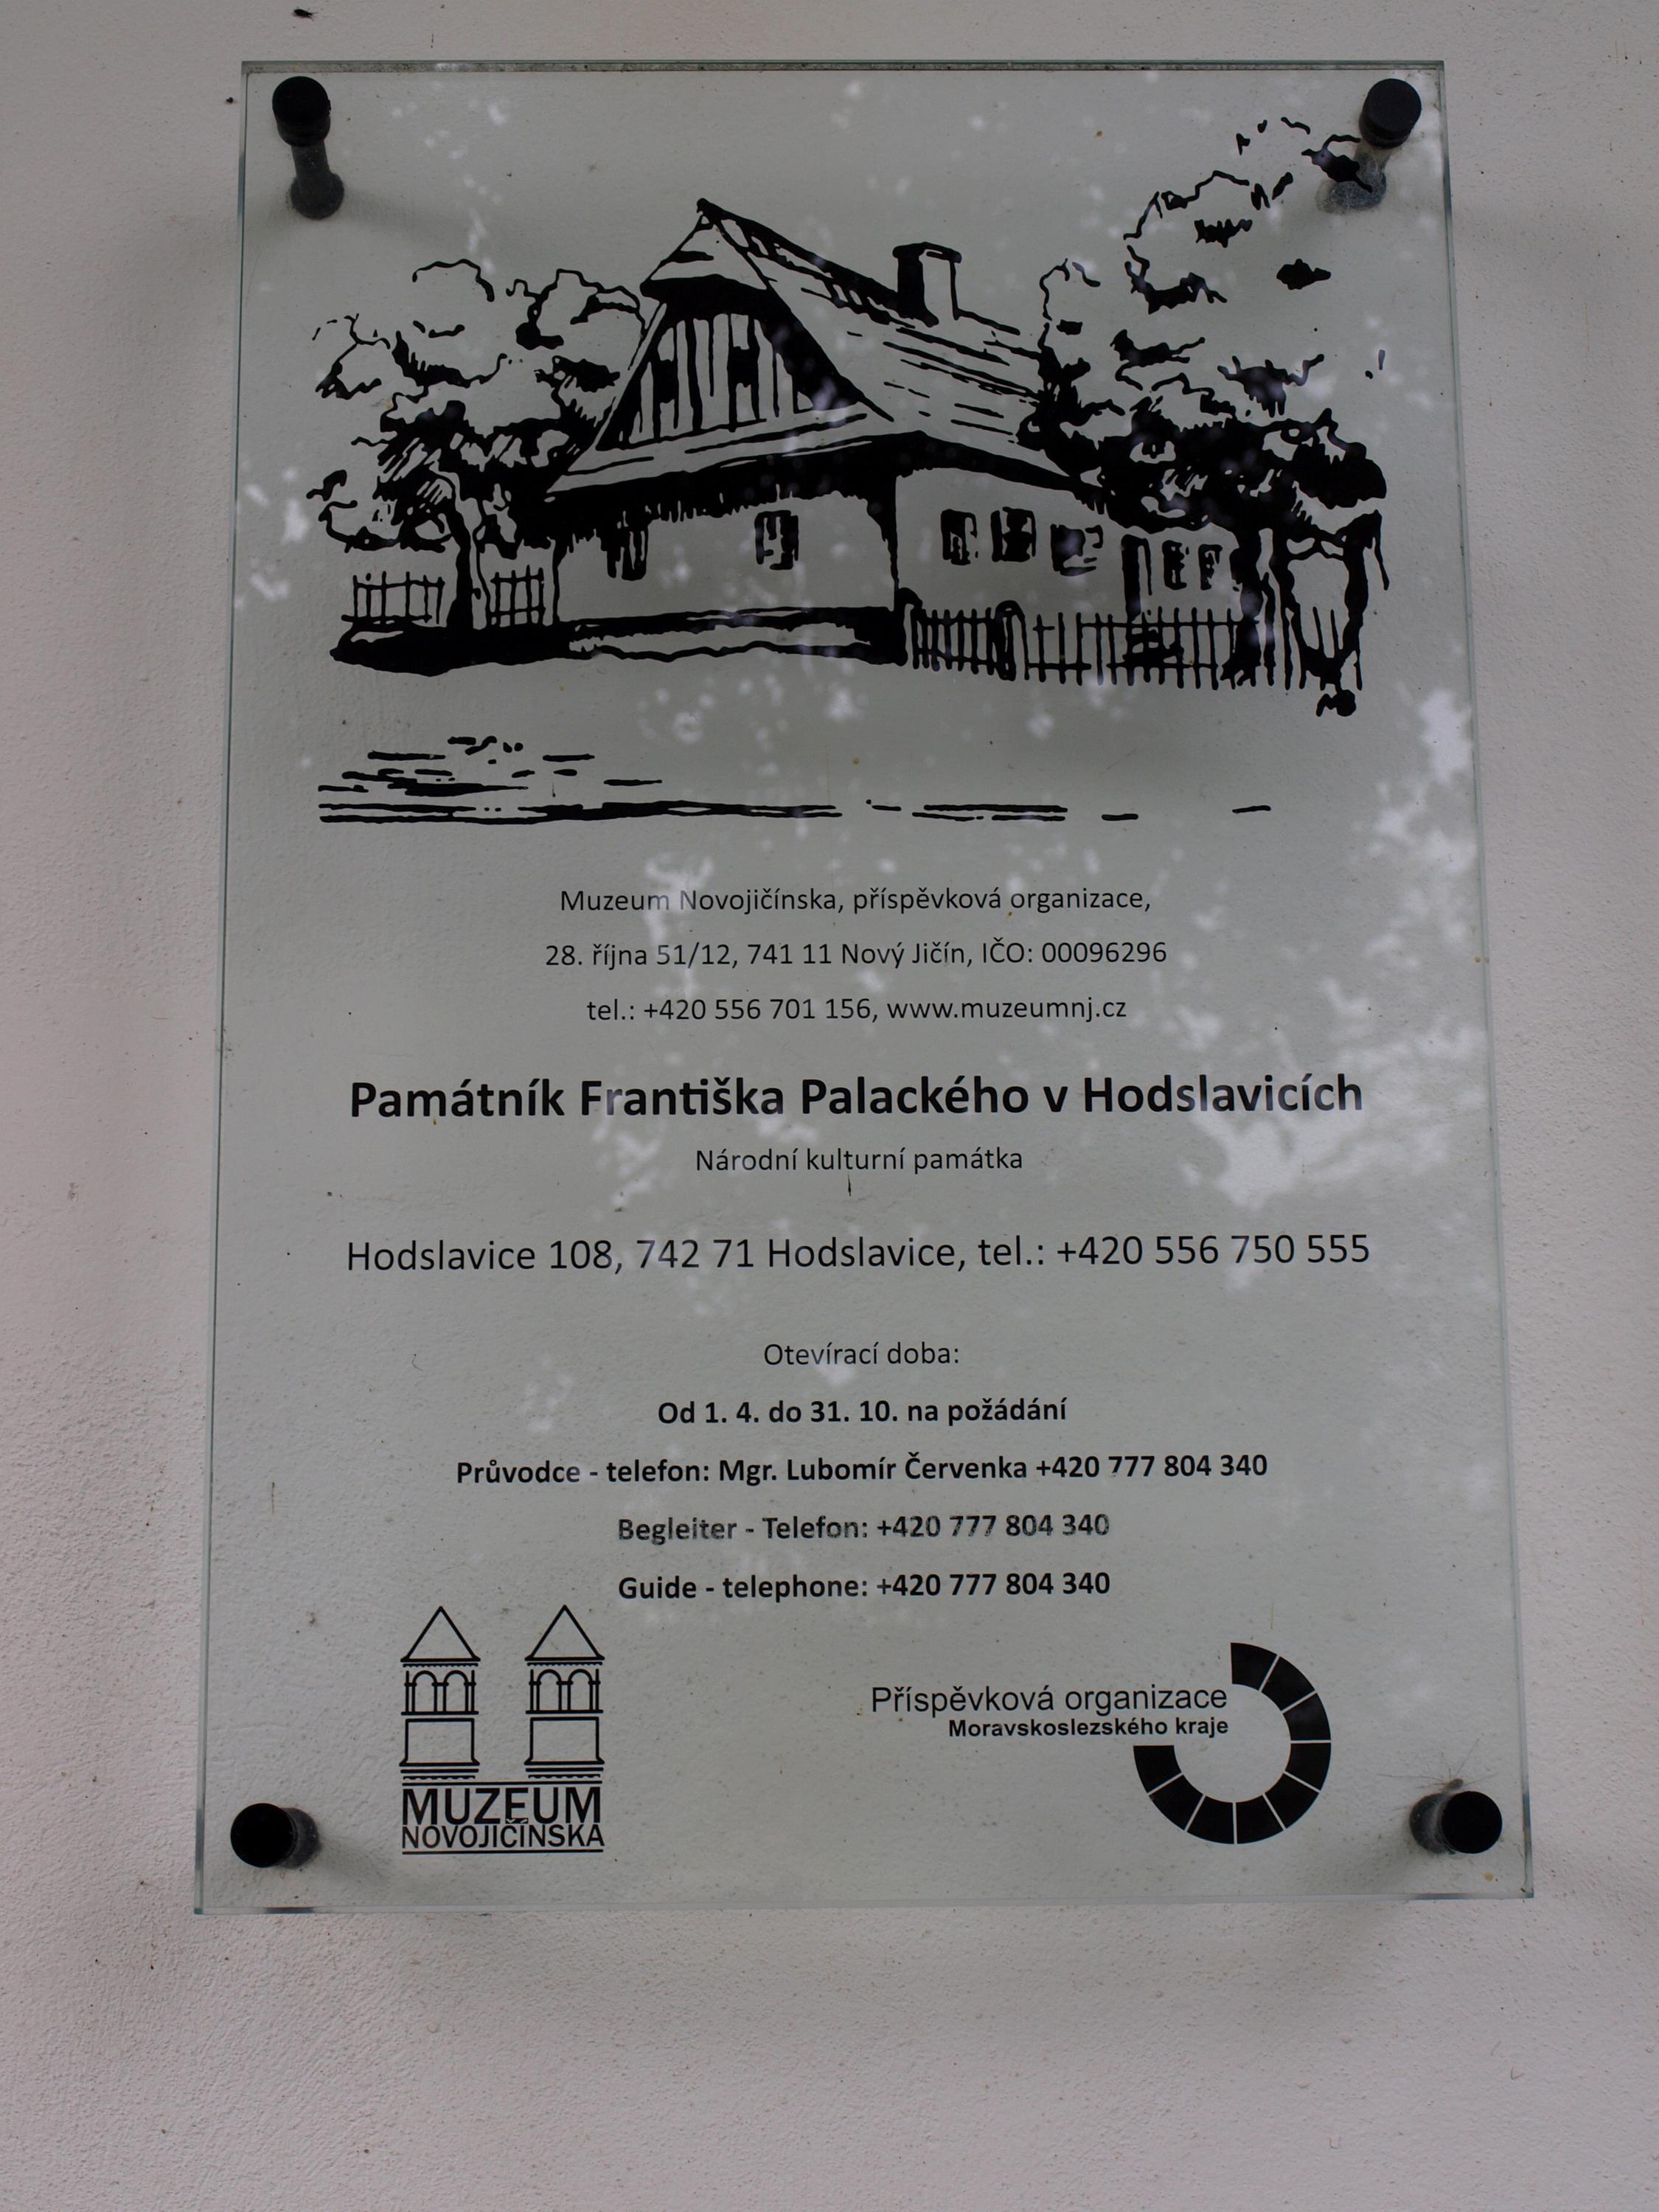 Muzeum Novojičínska, příspěvková organizace,
28. října 51/12, 741 11 Nový Jičín, IČO: 00096296
tel.: +420 556 701 156, www.muzeumnj.cz
Památník Františka Palackého v Hodslavicích
Národní kulturní památka
Hodslavice 108, 742 71 Hodslavice, tel.: +420 556 750 555
Otevírací doba:
Od 1. 4. do 31. 10. na požádání
Průvodce - telefon: Mgr. Lubomír Červenka +420 777 804 340
Begleiter - Telefon: +420 777 804 340
Guide - telephone: +420 777 804 340
MUZEUM
NOVOJIČÍNSKA
Příspěvková organizace
Moravskoslezského kraje